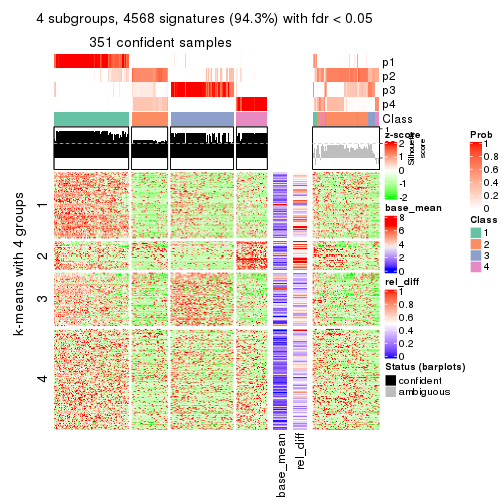 4 subgroups, 4568 signatures (94.3%) with fdr < 0.05
351 confident samples
p1
p2
p3
p4
Class
1
Silhouette
score
k-means with 4 groups
1
2
3
4
base_mean
rel_diff
z-score
2
1
0
-1
-2
base_mean
8
6
4
2
0
rel_diff
1
0.8
0.6
0.4
0.2
0
Status (barplots)
confident
ambiguous
Prob
1
0.8
0.6
0.4
0.2
0
Class
1
2
3
4